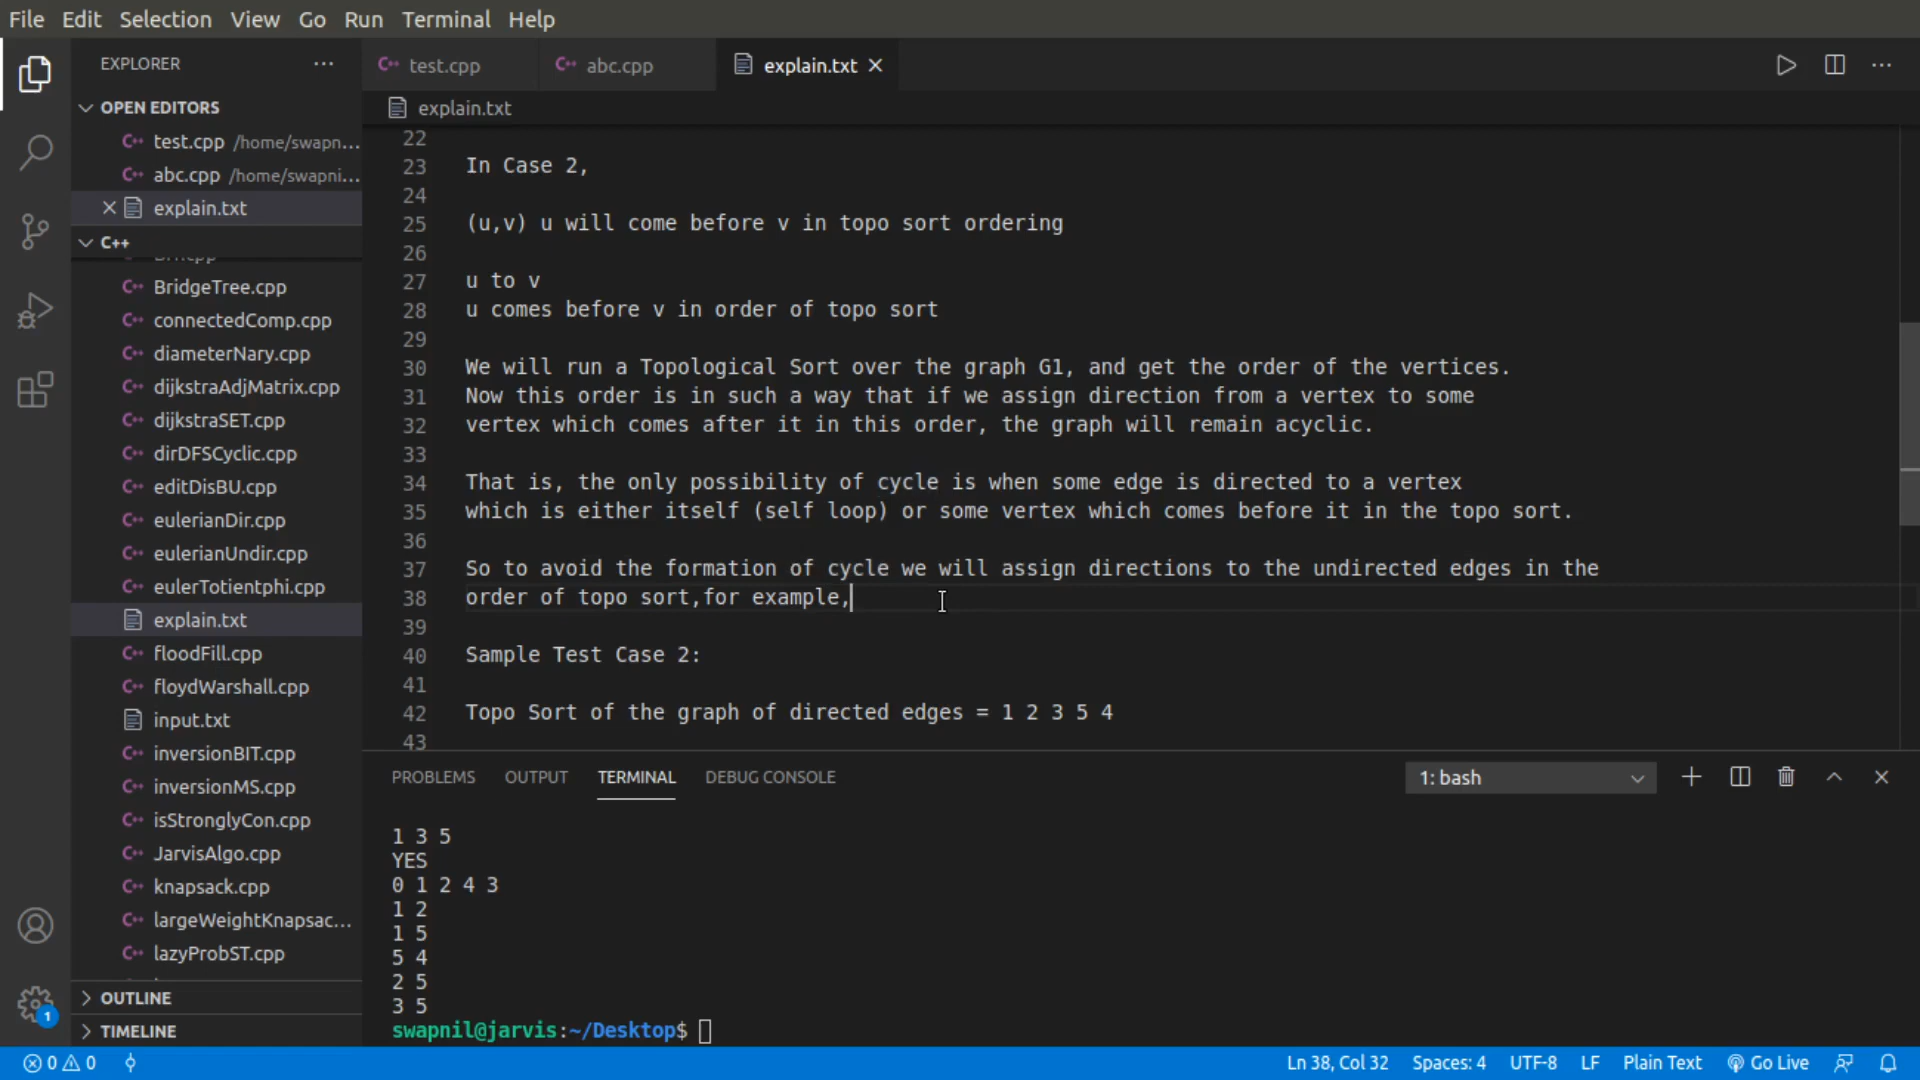 File Edit Selection View Go Run Terminal Help
EXPLORER ···
test.cpp abc.cpp explain.txt
OPEN EDITORS
test.cpp /home/swapn...
abc.cpp /home/swapni...
explain.txt
C++
BridgeTree.cpp
connectedComp.cpp
diameterNary.cpp
dijkstraAdjMatrix.cpp
dijkstraSET.cpp
dirDFSCyclic.cpp
editDisBU.cpp
eulerianDir.cpp
eulerianUndir.cpp
eulerTotientphi.cpp
explain.txt
floodFill.cpp
floydWarshall.cpp
input.txt
inversionBIT.cpp
inversionMS.cpp
isStronglyCon.cpp
JarvisAlgo.cpp
knapsack.cpp
largeWeightKnapsac...
lazyProbST.cpp
OUTLINE
TIMELINE
1
explain.txt
22
23 In Case 2,
24
25 (u,v) u will come before v in topo sort ordering
26
27 u to v
28 u comes before v in order of topo sort
29
30 We will run a Topological Sort over the graph G1, and get the order of the vertices.
31 Now this order is in such a way that if we assign direction from a vertex to some
32 vertex which comes after it in this order, the graph will remain acyclic.
33
34 That is, the only possibility of cycle is when some edge is directed to a vertex
35 which is either itself (self loop) or some vertex which comes before it in the topo sort.
36
37 So to avoid the formation of cycle we will assign directions to the undirected edges in the
38 order of topo sort,for example,
39
40 Sample Test Case 2:
41
42 Topo Sort of the graph of directed edges = 1 2 3 5 4
43
PROBLEMS OUTPUT TERMINAL DEBUG CONSOLE 1: bash
1 3 5
YES
0 1 2 4 3
1 2
1 5
5 4
2 5
3 5
swapnil@jarvis:~/Desktop$
0 0 Ln 38, Col 32 Spaces: 4 UTF-8 LF Plain Text Go Live